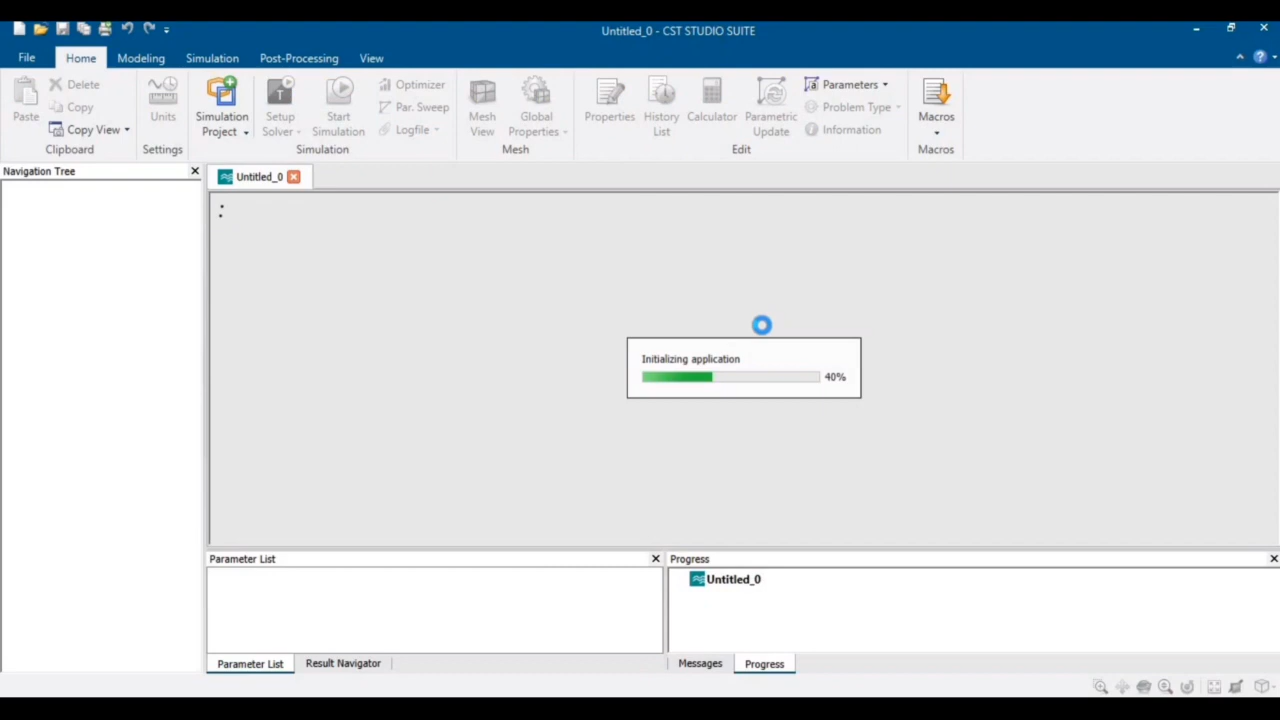 Untitled_0 - CST STUDIO SUITE
File Home Modeling Simulation Post-Processing View
Paste
Delete
Copy
Copy View
Clipboard
Units
Settings
Simulation
Project
Setup
Solver
Start
Simulation
Optimizer
Par. Sweep
Logfile
Simulation
Mesh
View
Global
Properties
Mesh
Properties
History
List
Calculator
Parametric
Update
Parameters
Problem Type
Information
Edit
Macros
Macros
Navigation Tree
Untitled_0
:
Initializing application
40%
Parameter List
Progress
Untitled_0
Parameter List Result Navigator
Messages Progress